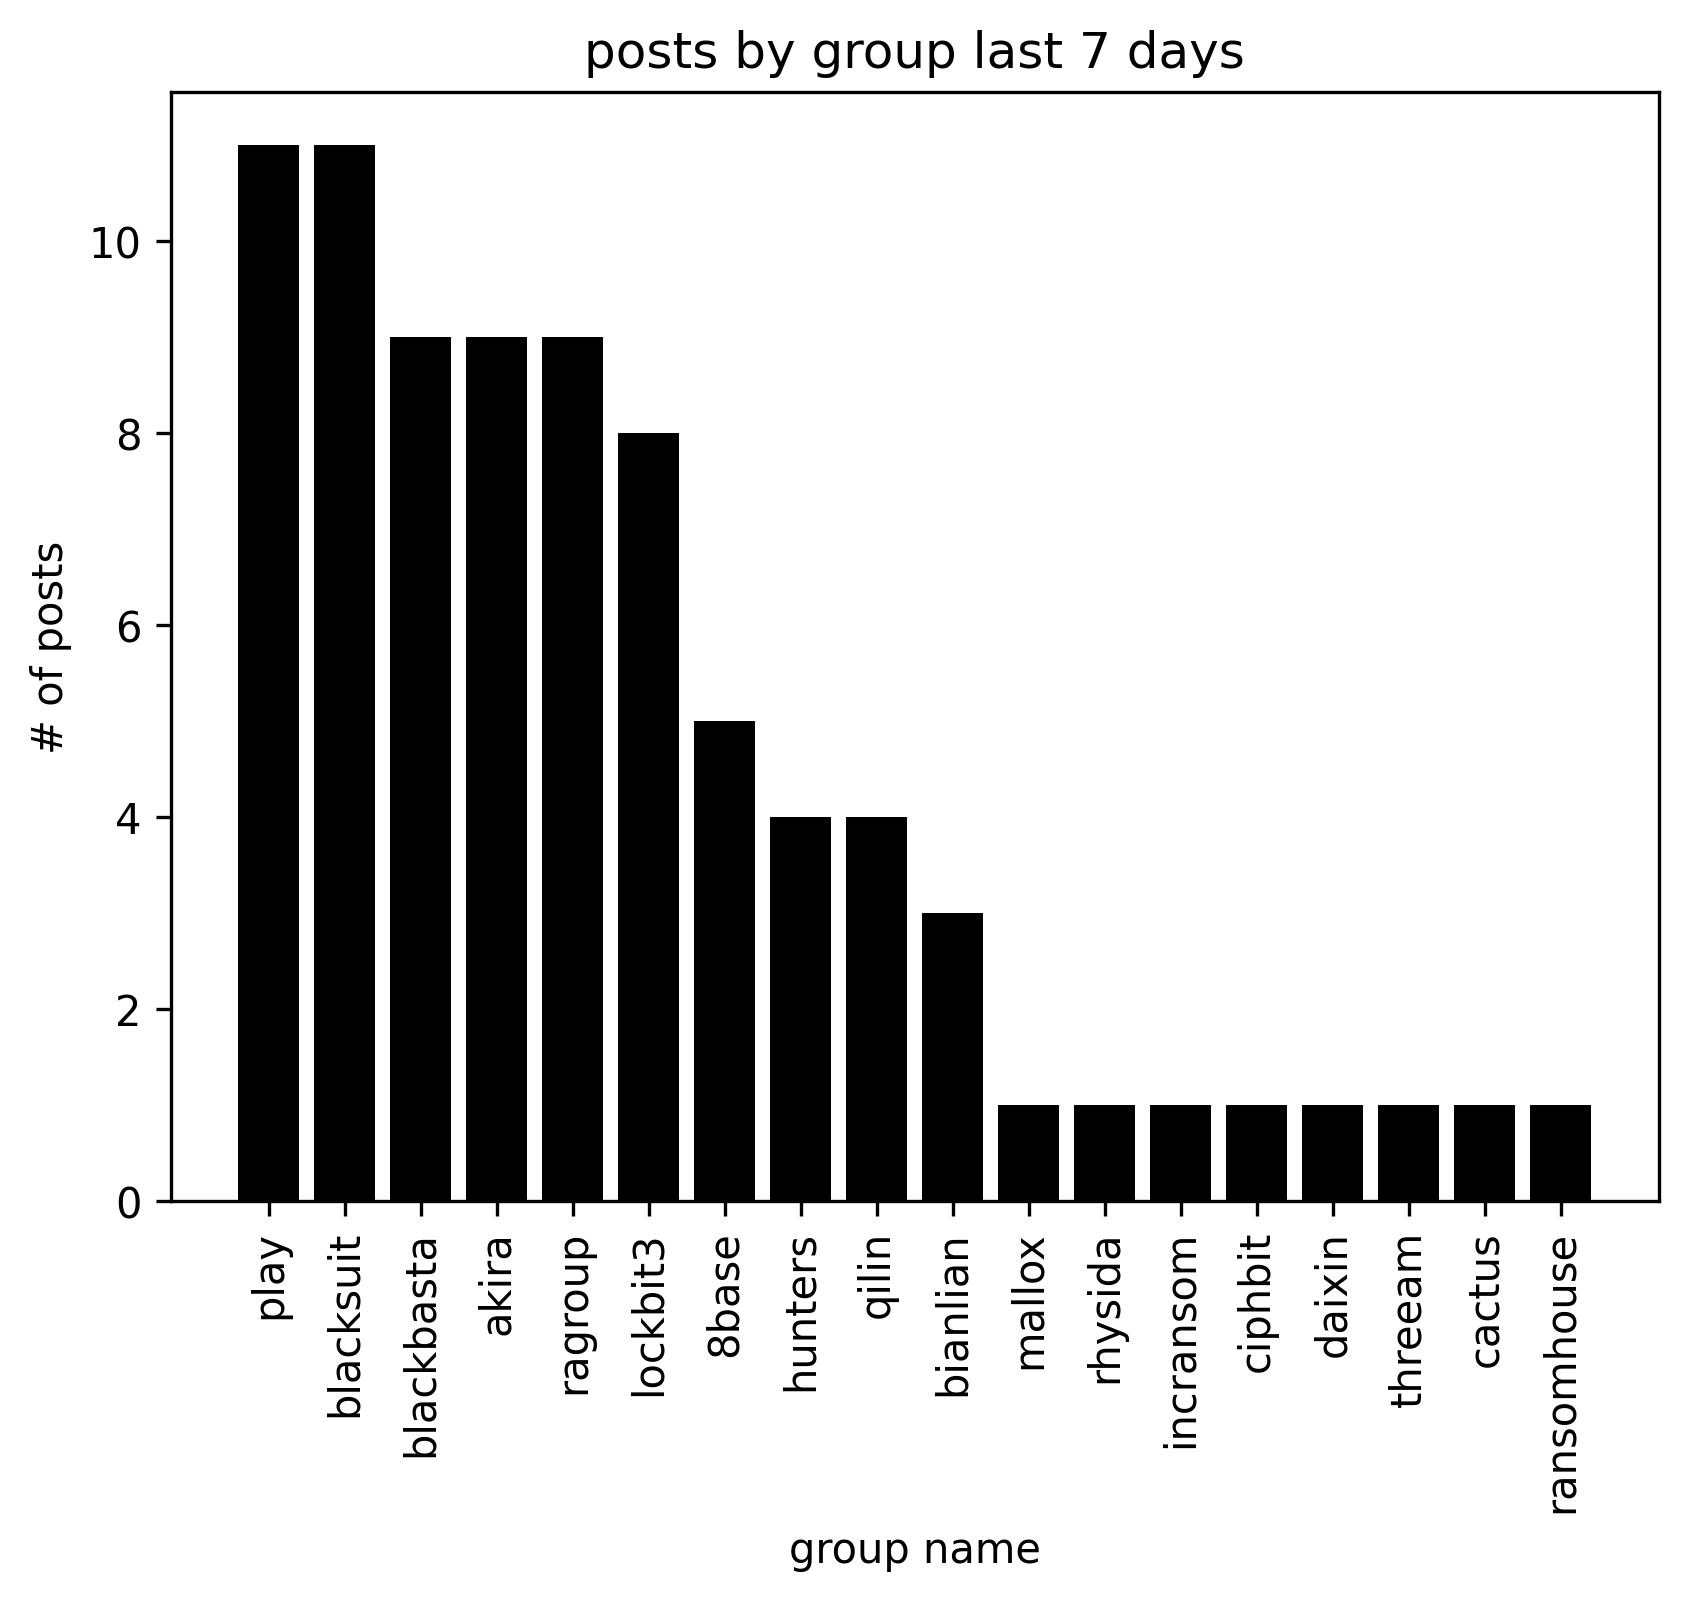 posts by group last 7 days
# of posts
10
8
6
4
2
0
play
blacksuit
blackbasta
akira
ragroup
lockbit3
8base
hunters
qilin
bianlian
mallox
rhysida
incransom
ciphbit
daixin
threeam
cactus
ransomhouse
group name